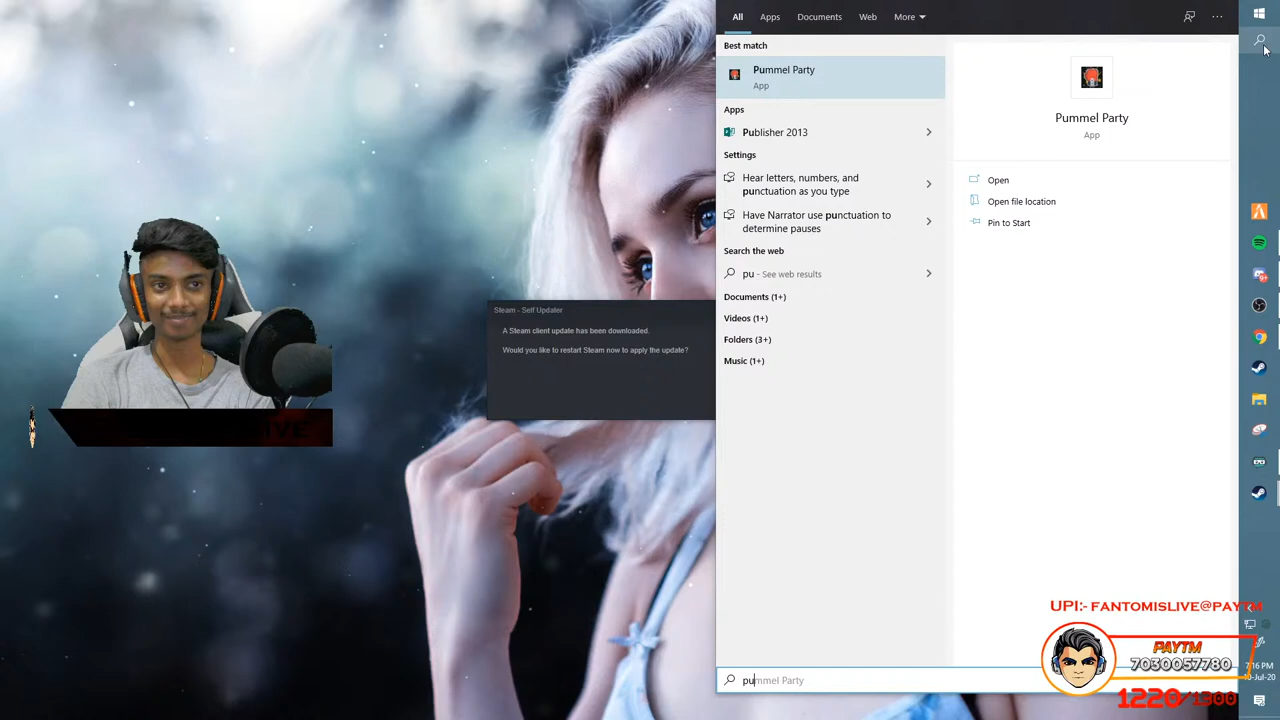 All
Apps
Documents
Web
More
Best match
Pummel Party
App
Apps
Publisher 2013
Settings
Hear letters, numbers, and
punctuation as you type
Have Narrator use punctuation to
determine pauses
Search the web
pu - See web results
Documents (1+)
Videos (1+)
Folders (3+)
Music (1+)
Pummel Party
App
Open
Open file location
Pin to Start
Steam - Self Updater
A Steam client update has been downloaded.
Would you like to restart Steam now to apply the update?
LIVE
UPI:- FANTOMISLIVE@PAYTM
PAYTM
7030057780
1220/1300
7:16 PM
10-Jul-20
pummel Party